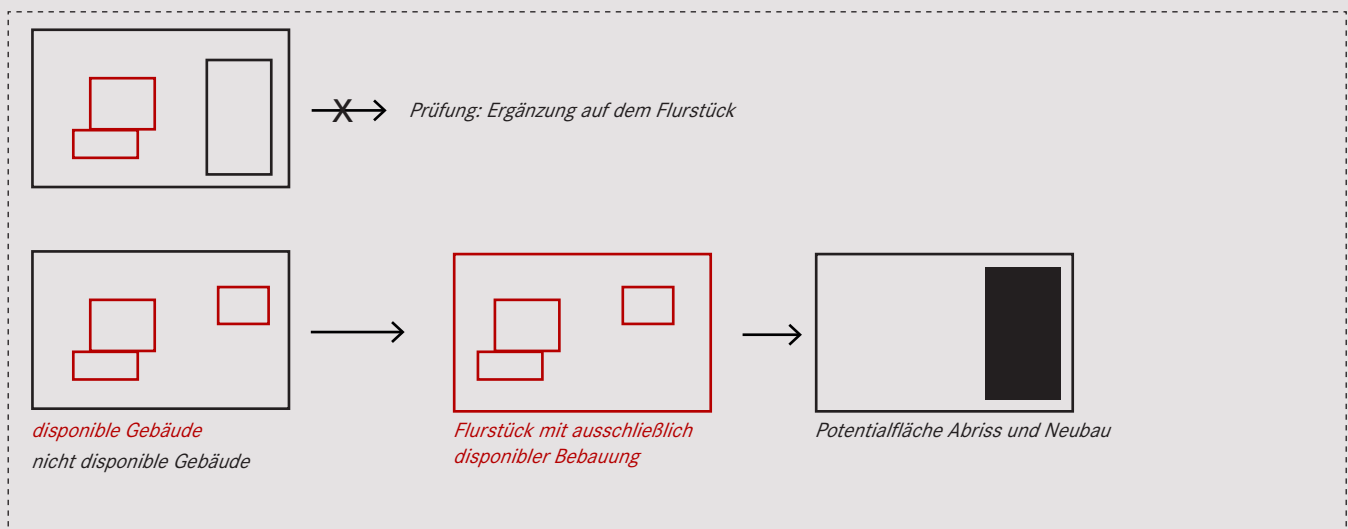 Prüfung: Ergänzung auf dem Flurstück
disponible Gebäude
nicht disponible Gebäude
Flurstück mit ausschließlich
disponibler Bebauung
Potentialfläche Abriss und Neubau